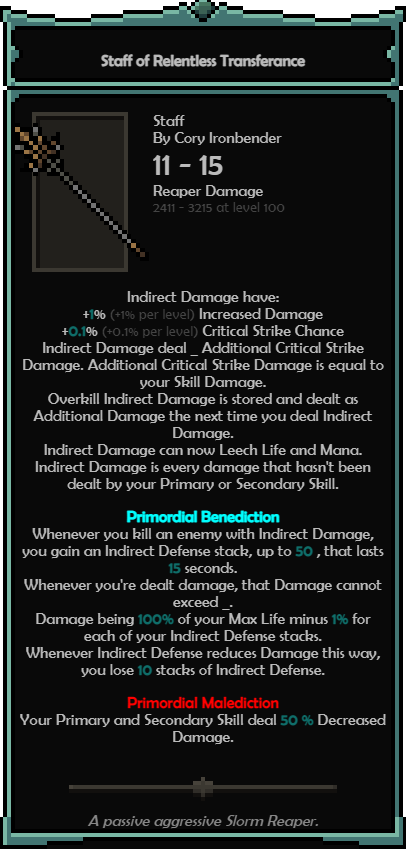 Staff of Relentless Transferance
Staff
By Cory Ironbender
11 - 15
Reaper Damage
2411 - 3215 at level 100
Indirect Damage have:
+1% (+1% per level) Increased Damage
+0.1% (+0.1% per level) Critical Strike Chance
Indirect Damage deal _ Additional Critical Strike
Damage. Additional Critical Strike Damage is equal to
your Skill Damage.
Overkill Indirect Damage is stored and dealt as
Additional Damage the next time you deal Indirect
Damage.
Indirect Damage can now Leech Life and Mana.
Indirect Damage is every damage that hasn't been
dealt by your Primary or Secondary Skill.
Primordial Benediction
Whenever you kill an enemy with Indirect Damage,
you gain an Indirect Defense stack, up to 50 , that lasts
15 seconds.
Whenever you're dealt damage, that Damage cannot
exceed _.
Damage being 100% of your Max Life minus 1% for
each of your Indirect Defense stacks.
Whenever Indirect Defense reduces Damage this way,
you lose 10 stacks of Indirect Defense.
Primordial Malediction
Your Primary and Secondary Skill deal 50 % Decreased
Damage.
A passive aggressive Slorm Reaper.